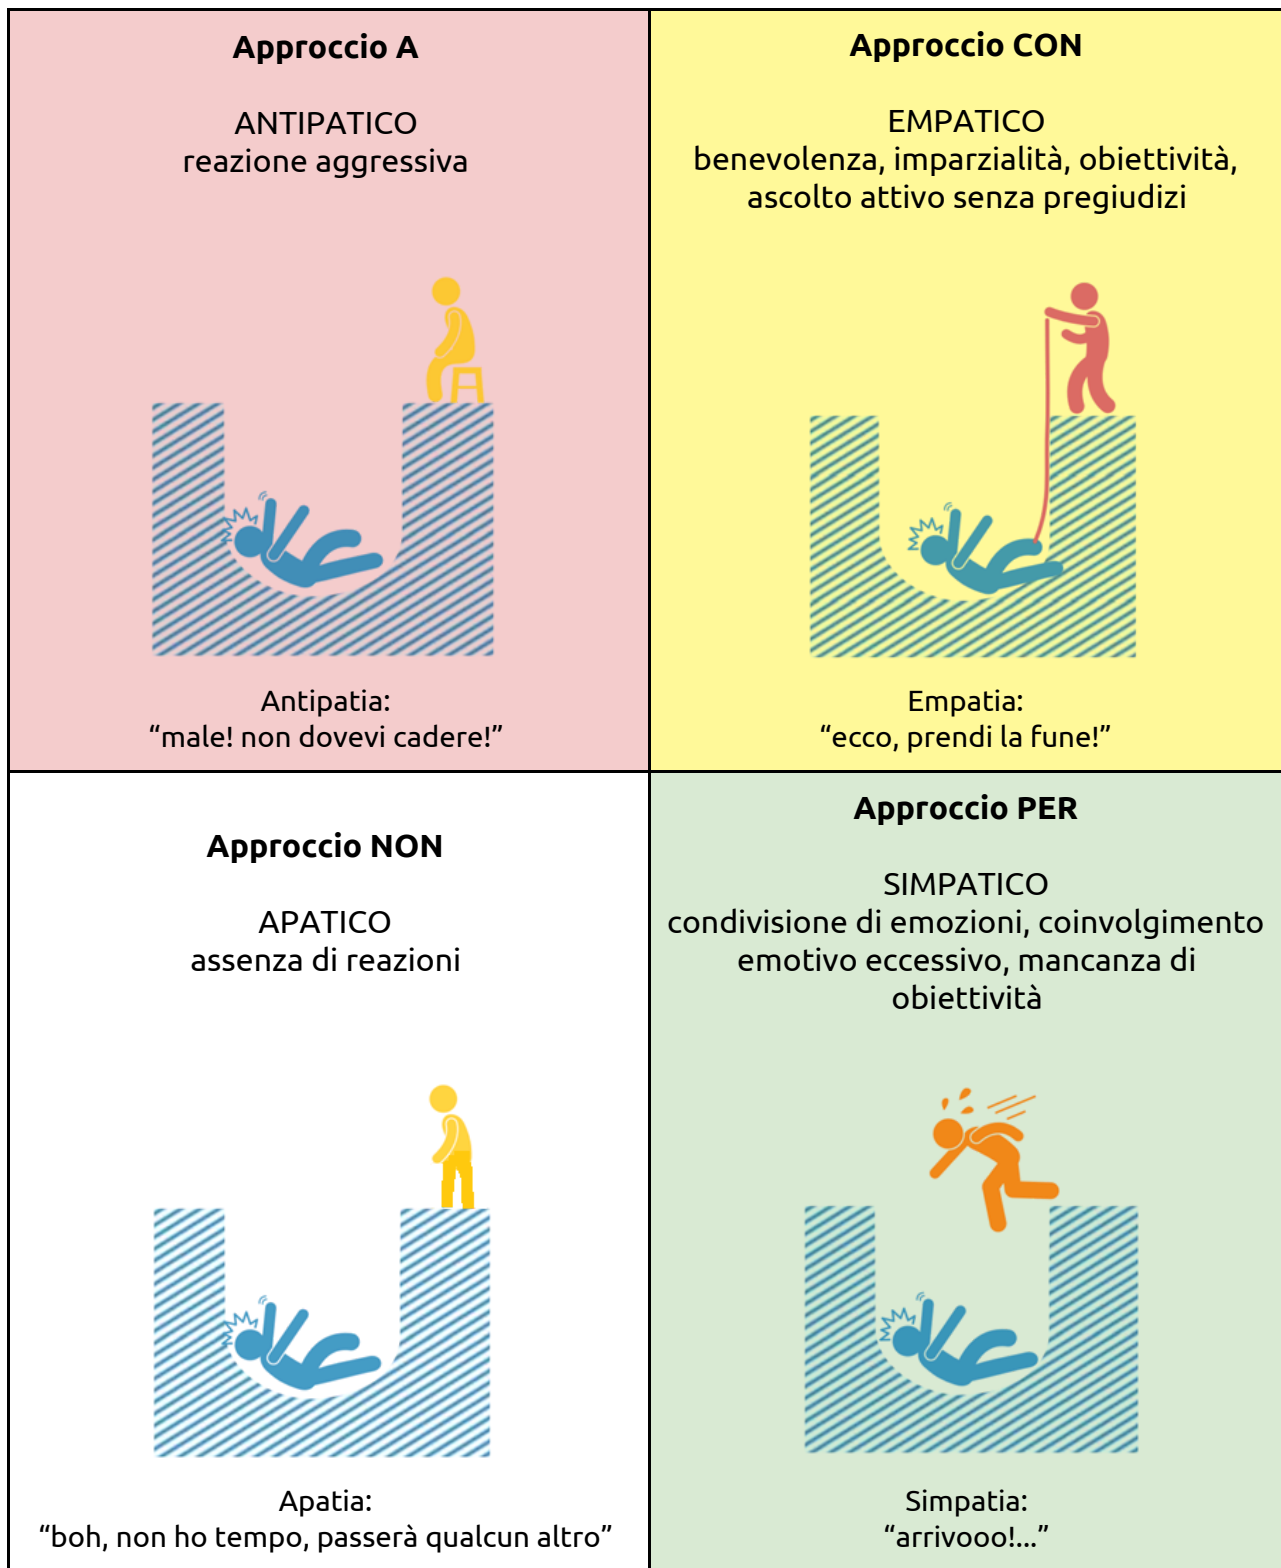 Approccio A
ANTIPATICO
reazione aggressiva
Antipatia:
“male! non dovevi cadere!”
Approccio CON
EMPATICO
benevolenza, imparzialità, obiettività,
ascolto attivo senza pregiudizi
Empatia:
“ecco, prendi la fune!”
Approccio NON
APATICO
assenza di reazioni
Apatia:
“boh, non ho tempo, passerà qualcun altro”
Approccio PER
SIMPATICO
condivisione di emozioni, coinvolgimento
emotivo eccessivo, mancanza di
obiettività
Simpatia:
“arrivooo!...”